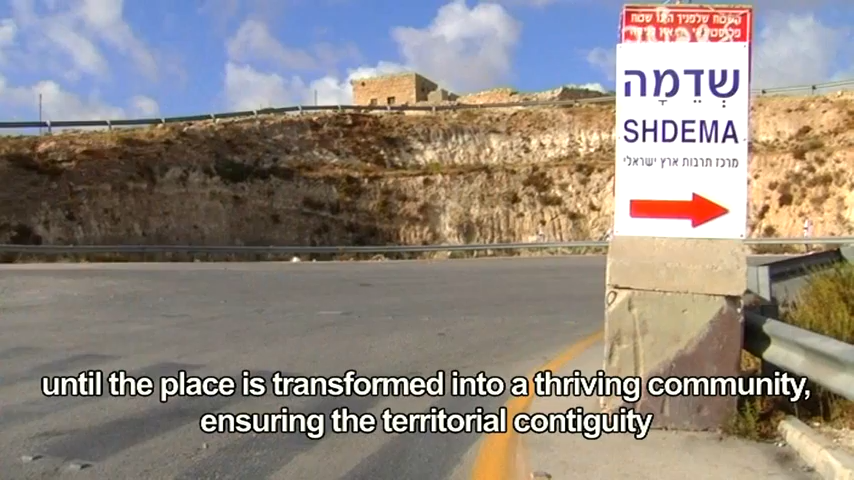 שְׁדֵמָה
SHDEMA
מרכז תרבות ארץ ישראלי
until the place is transformed into a thriving community,
ensuring the territorial contiguity